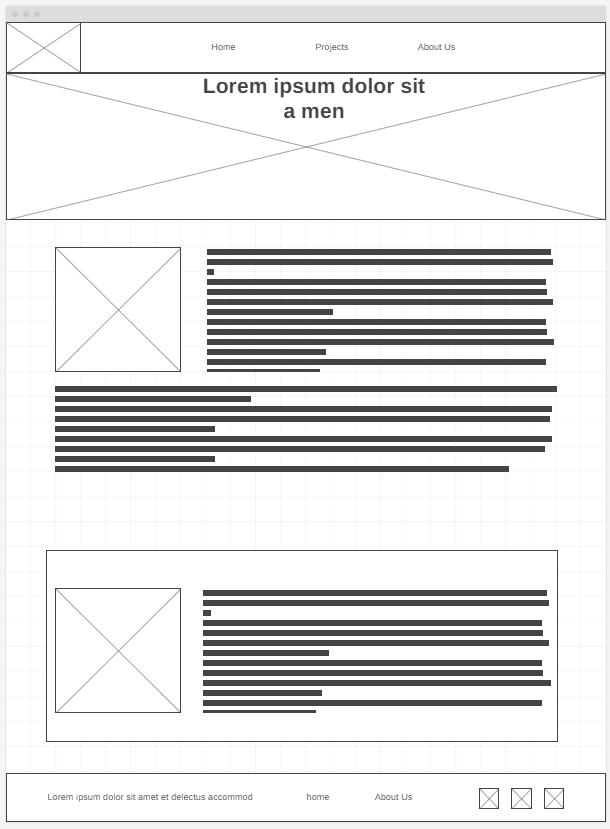 Home Projects About Us
Lorem ipsum dolor sit
a men
Lorem ipsum dolor sit amet et delectus accommod home About Us